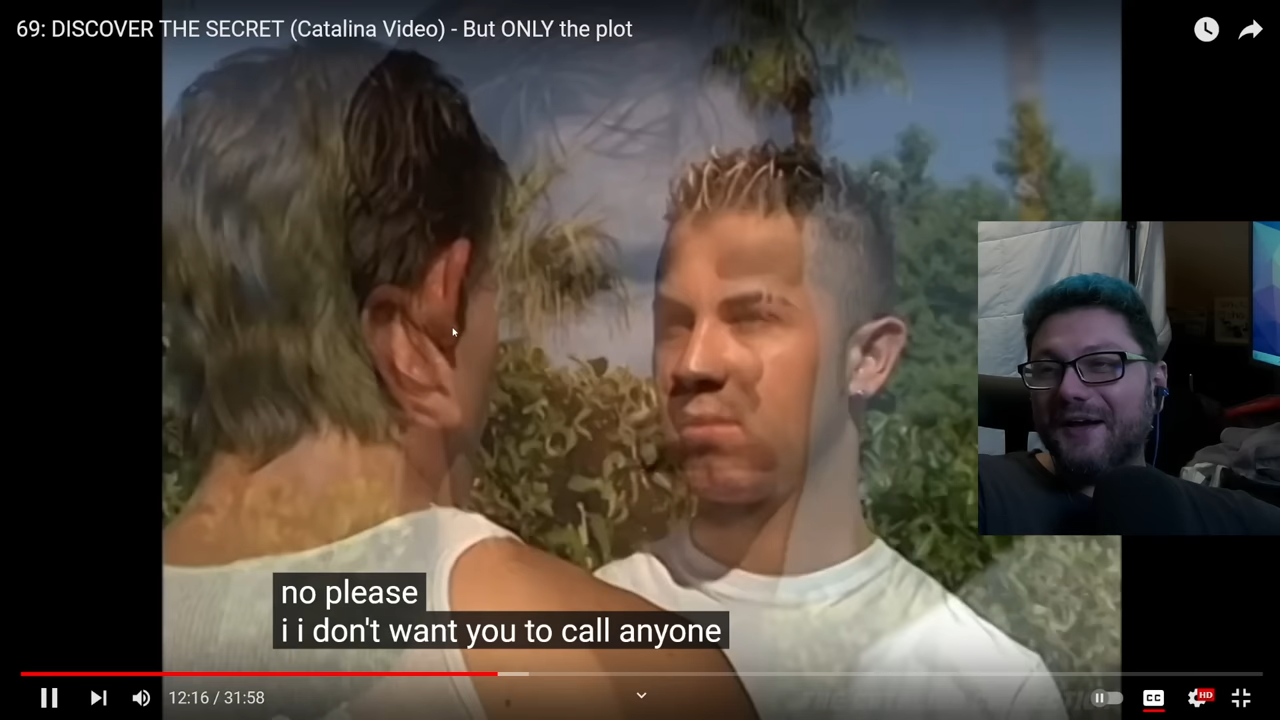 69: DISCOVER THE SECRET (Catalina Video) - But ONLY the plot
no please
i i don't want you to call anyone
12:16 / 31:58
CC
HD